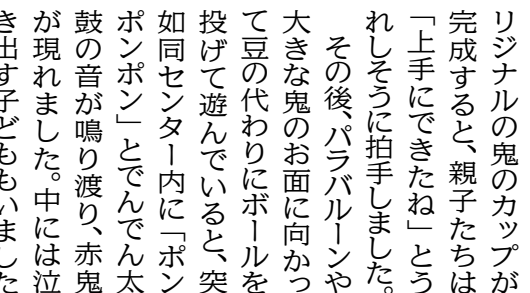 リジナルの鬼のカップが
完成すると、親子たちは
「上手にできたね」とう
れしそうに拍手しました。
その後、パラバルーンや
大きな鬼のお面に向かっ
て豆の代わりにボールを
投げて遊んでいると、突
如同センター内に「ポン
ポンポン」とでんでん太
鼓の音が鳴り渡り、赤鬼
が現れました。中には泣
き出す子どももいました